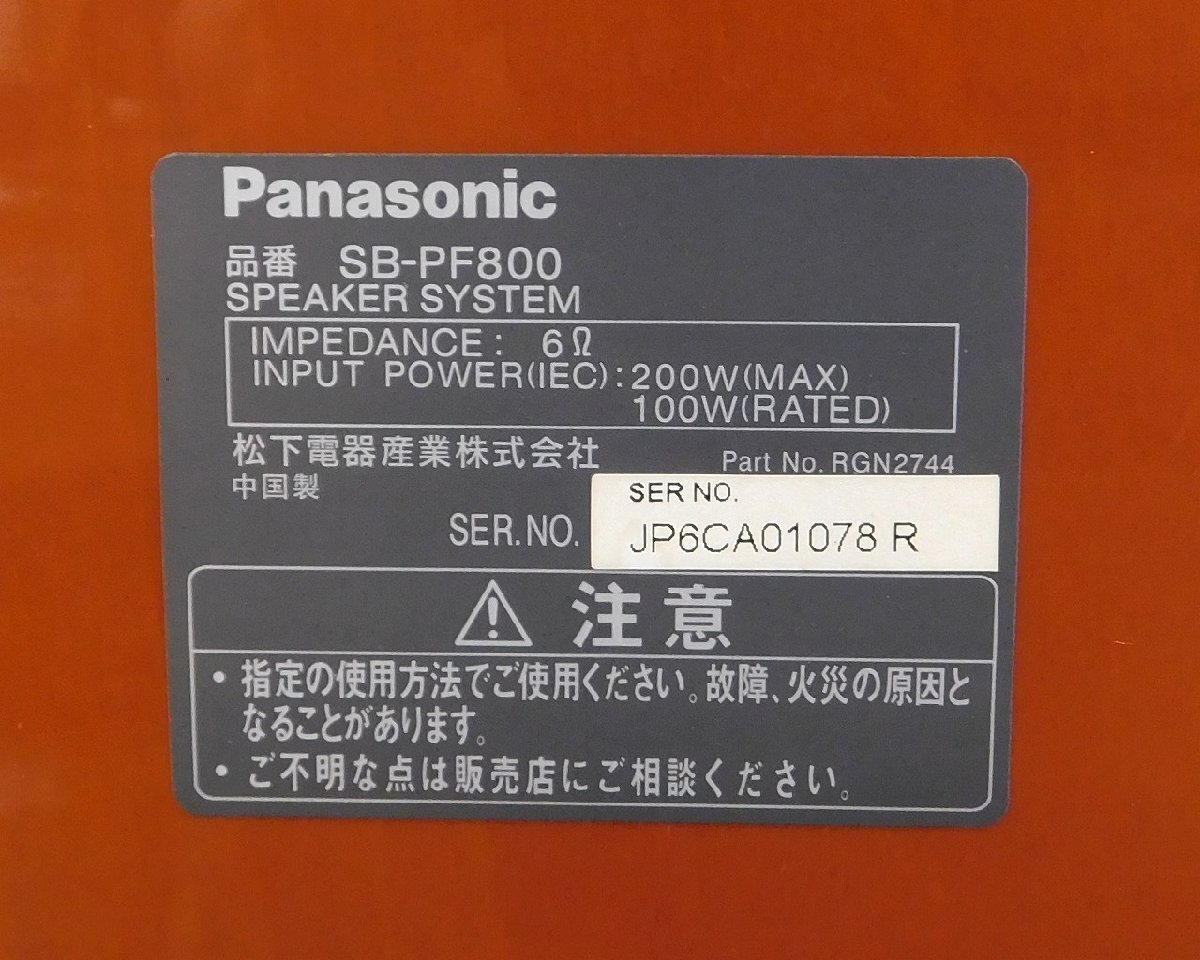 Panasonic
品番 SB-PF800
SPEAKER SYSTEM
IMPEDANCE: 6Ω
INPUT POWER(IEC):200W(MAX)
100W(RATED)
松下電器産業株式会社
中国製
Part No. RGN2744
SER NO.
SER.NO. JP6CA01078 R
注意
・指定の使用方法でご使用ください。故障、火災の原因と
なることがあります。
・ご不明な点は販売店にご相談ください。